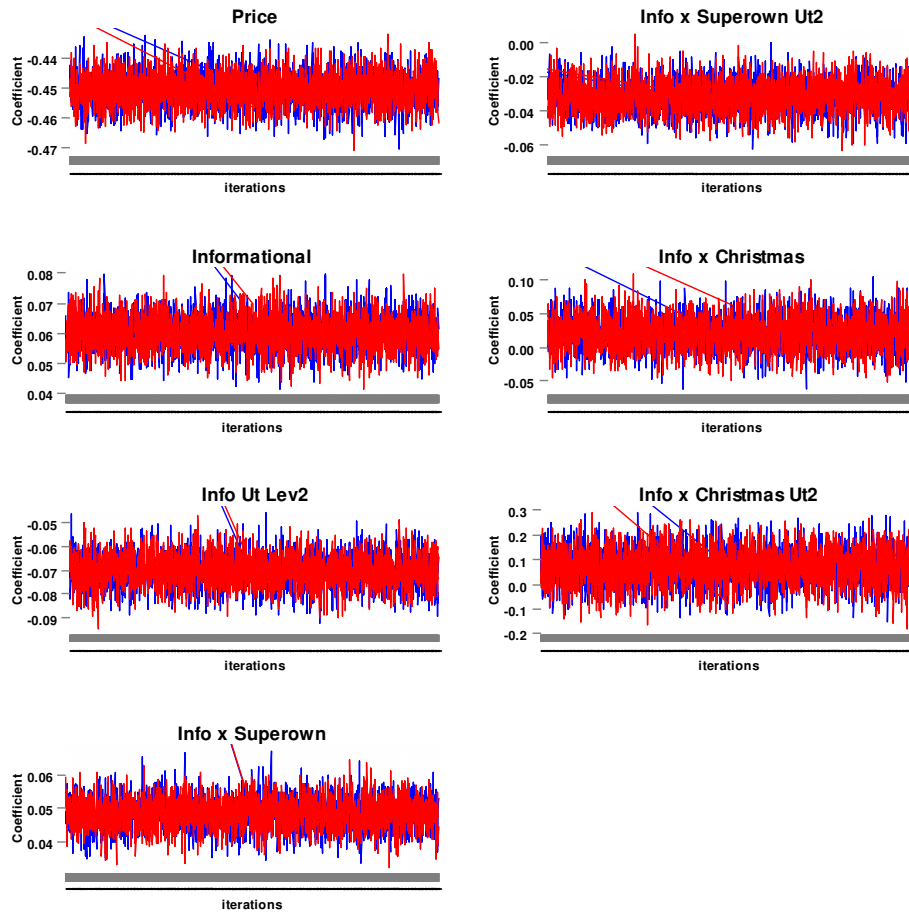 Price
Coefficient
-0.44
-0.45
-0.46
-0.47
iterations
Info x Superown Ut2
Coefficient
0.00
-0.02
-0.04
-0.06
iterations
Informational
Coefficient
0.08
0.07
0.06
0.05
0.04
iterations
Info x Christmas
Coefficient
0.10
0.05
0.00
-0.05
iterations
Info Ut Lev2
Coefficient
-0.05
-0.06
-0.07
-0.08
-0.09
iterations
Info x Christmas Ut2
Coefficient
0.3
0.2
0.1
0.0
-0.1
-0.2
iterations
Info x Superown
Coefficient
0.06
0.05
0.04
iterations